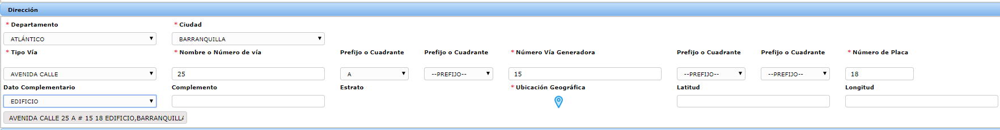 Dirección
* Departamento * Ciudad
ATLÁNTICO BARRANQUILLA
* Tipo Vía * Nombre o Número de vía Prefijo o Cuadrante Prefijo o Cuadrante * Número Vía Generadora Prefijo o Cuadrante Prefijo o Cuadrante * Número de Placa
AVENIDA CALLE 25 A --PREFIJO-- 15 --PREFIJO-- --PREFIJO-- 18
Dato Complementario Complemento Estrato * Ubicación Geográfica Latitud Longitud
EDIFICIO
AVENIDA CALLE 25 A # 15 18 EDIFICIO,BARRANQUILLA